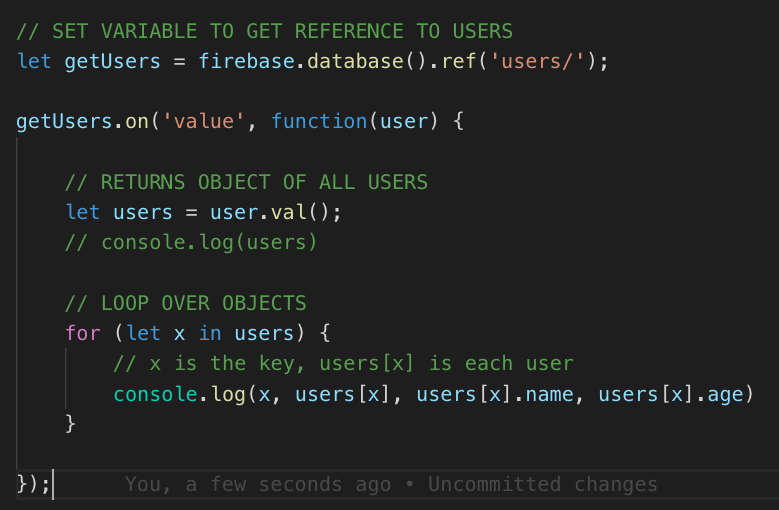 // SET VARIABLE TO GET REFERENCE TO USERS
let getUsers = firebase.database().ref('users/');
getUsers.on('value', function(user) {
// RETURNS OBJECT OF ALL USERS
let users = user.val();
// console.log(users)
// LOOP OVER OBJECTS
for (let x in users) {
// x is the key, users[x] is each user
console.log(x, users[x], users[x].name, users[x].age)
}
}); You, a few seconds ago • Uncommitted changes